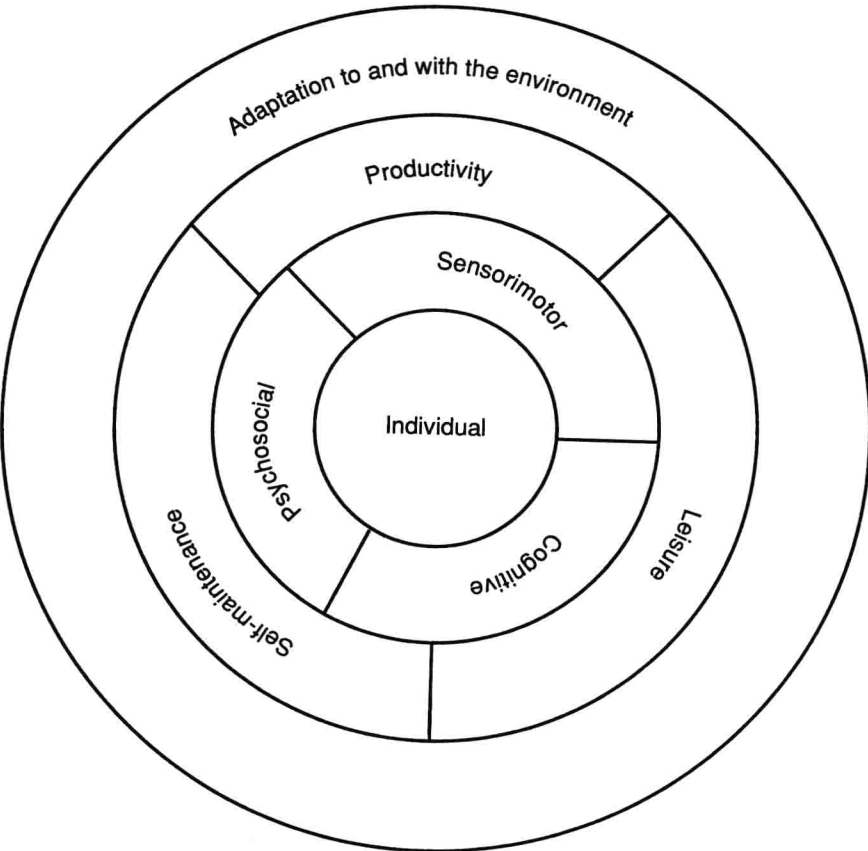 Adaptation to and with the environment
Productivity
Sensorimotor
Individual
Psychosocial
Cognitive
Leisure
Self-maintenance